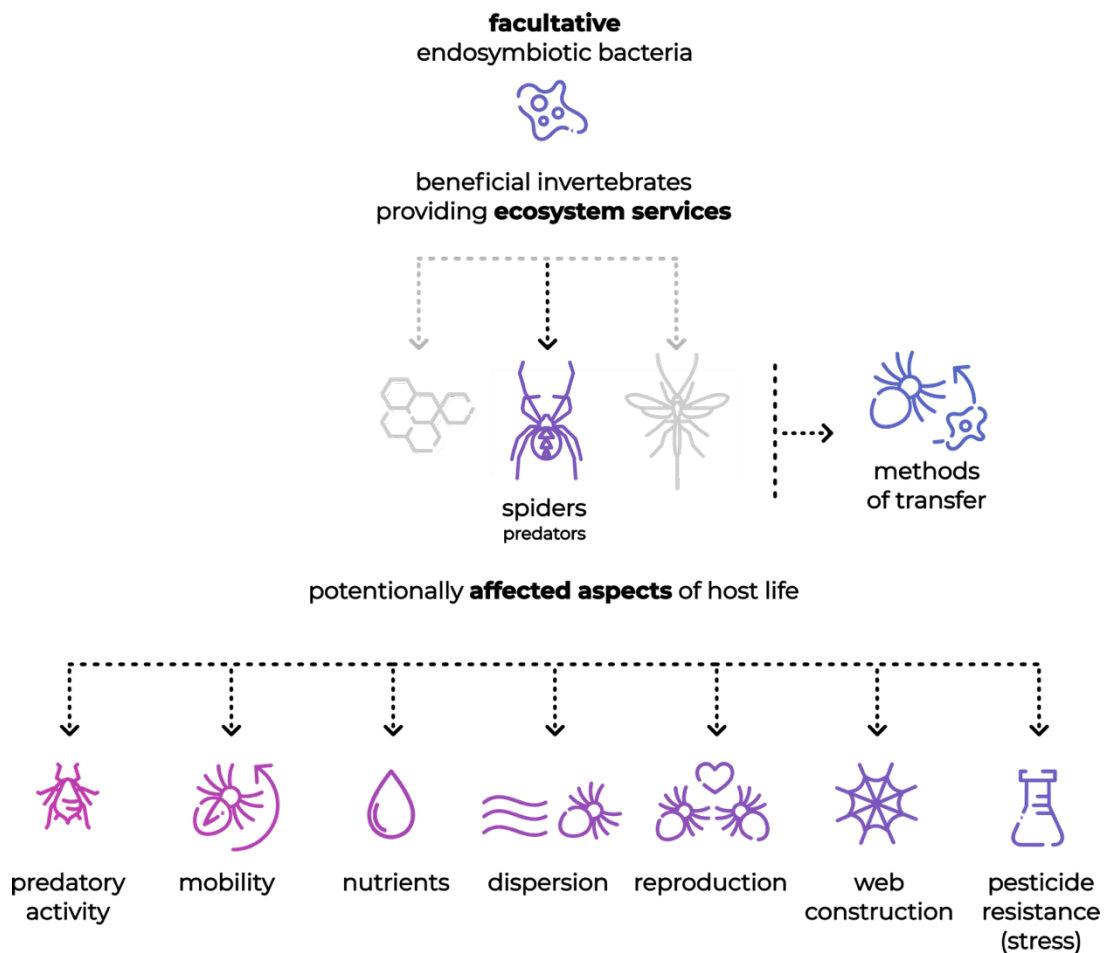 facultative
endosymbiotic bacteria
beneficial invertebrates
providing ecosystem services
spiders
predators
methods
of transfer
potentially affected aspects of host life
predatory
activity
mobility
nutrients
dispersion
reproduction
web
construction
pesticide
resistance
(stress)